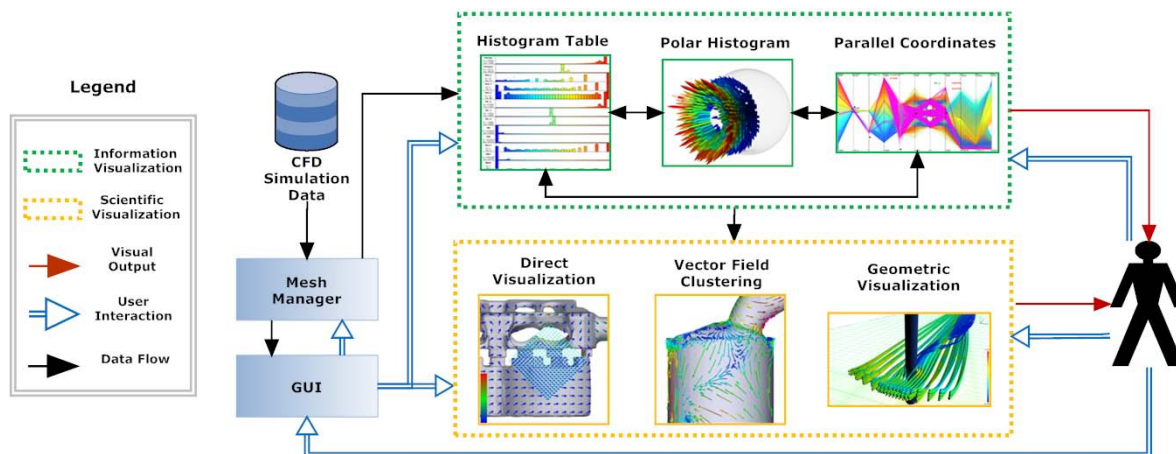 Legend
Information
Visualization
Scientific
Visualization
Visual
Output
User
Interaction
Data Flow
CFD
Simulation
Data
Mesh
Manager
GUI
Histogram Table
Polar Histogram
Parallel Coordinates
Direct
Visualization
Vector Field
Clustering
Geometric
Visualization